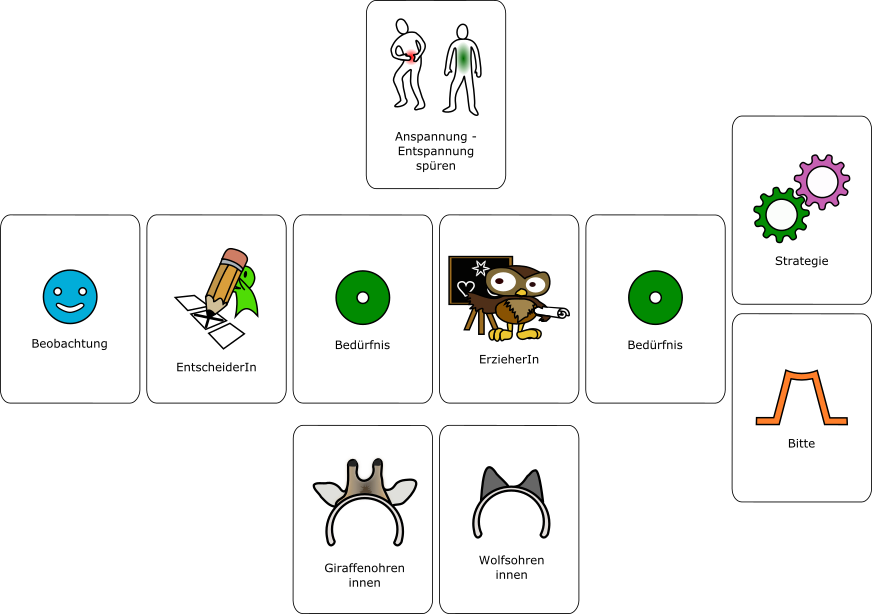 Anspannung -
Entspannung
spüren
Strategie
Beobachtung
EntscheiderIn
Bedürfnis
ErzieherIn
Bedürfnis
Bitte
Giraffenohren
innen
Wolfsohren
innen